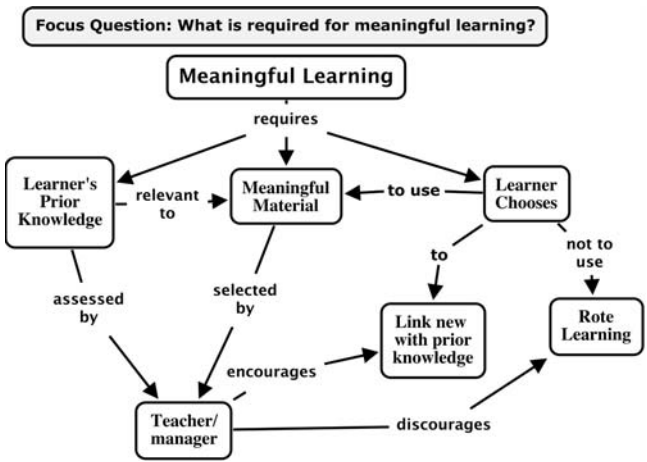 Focus Question: What is required for meaningful learning?
Meaningful Learning
requires
Learner's
Prior
Knowledge
relevant
to
Meaningful
Material
to use
Learner
Chooses
to
not to
use
assessed
by
selected
by
Link new
with prior
knowledge
Rote
Learning
encourages
Teacher/
manager
discourages